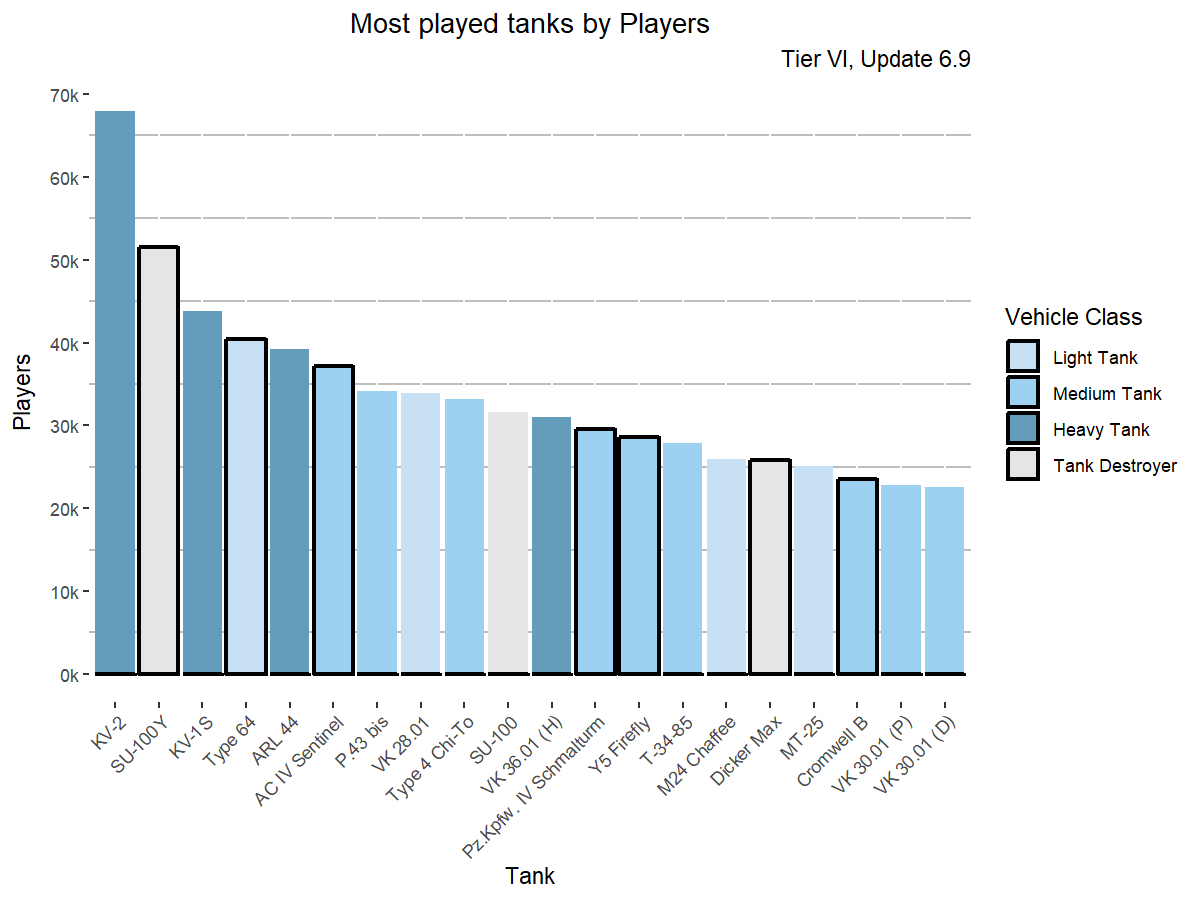 Most played tanks by Players
Tier VI, Update 6.9
Players
70k
60k
50k
40k
30k
20k
10k
0k
KV-2
SU-100Y
KV-1S
Type 64
ARL 44
AC IV Sentinel
P.43 bis
VK 28.01
Type 4 Chi-To
SU-100
VK 36.01 (H)
Pz.Kpfw. IV Schmalturm
Y5 Firefly
T-34-85
M24 Chaffee
Dicker Max
MT-25
Cromwell B
VK 30.01 (P)
VK 30.01 (D)
Tank
Vehicle Class
Light Tank
Medium Tank
Heavy Tank
Tank Destroyer